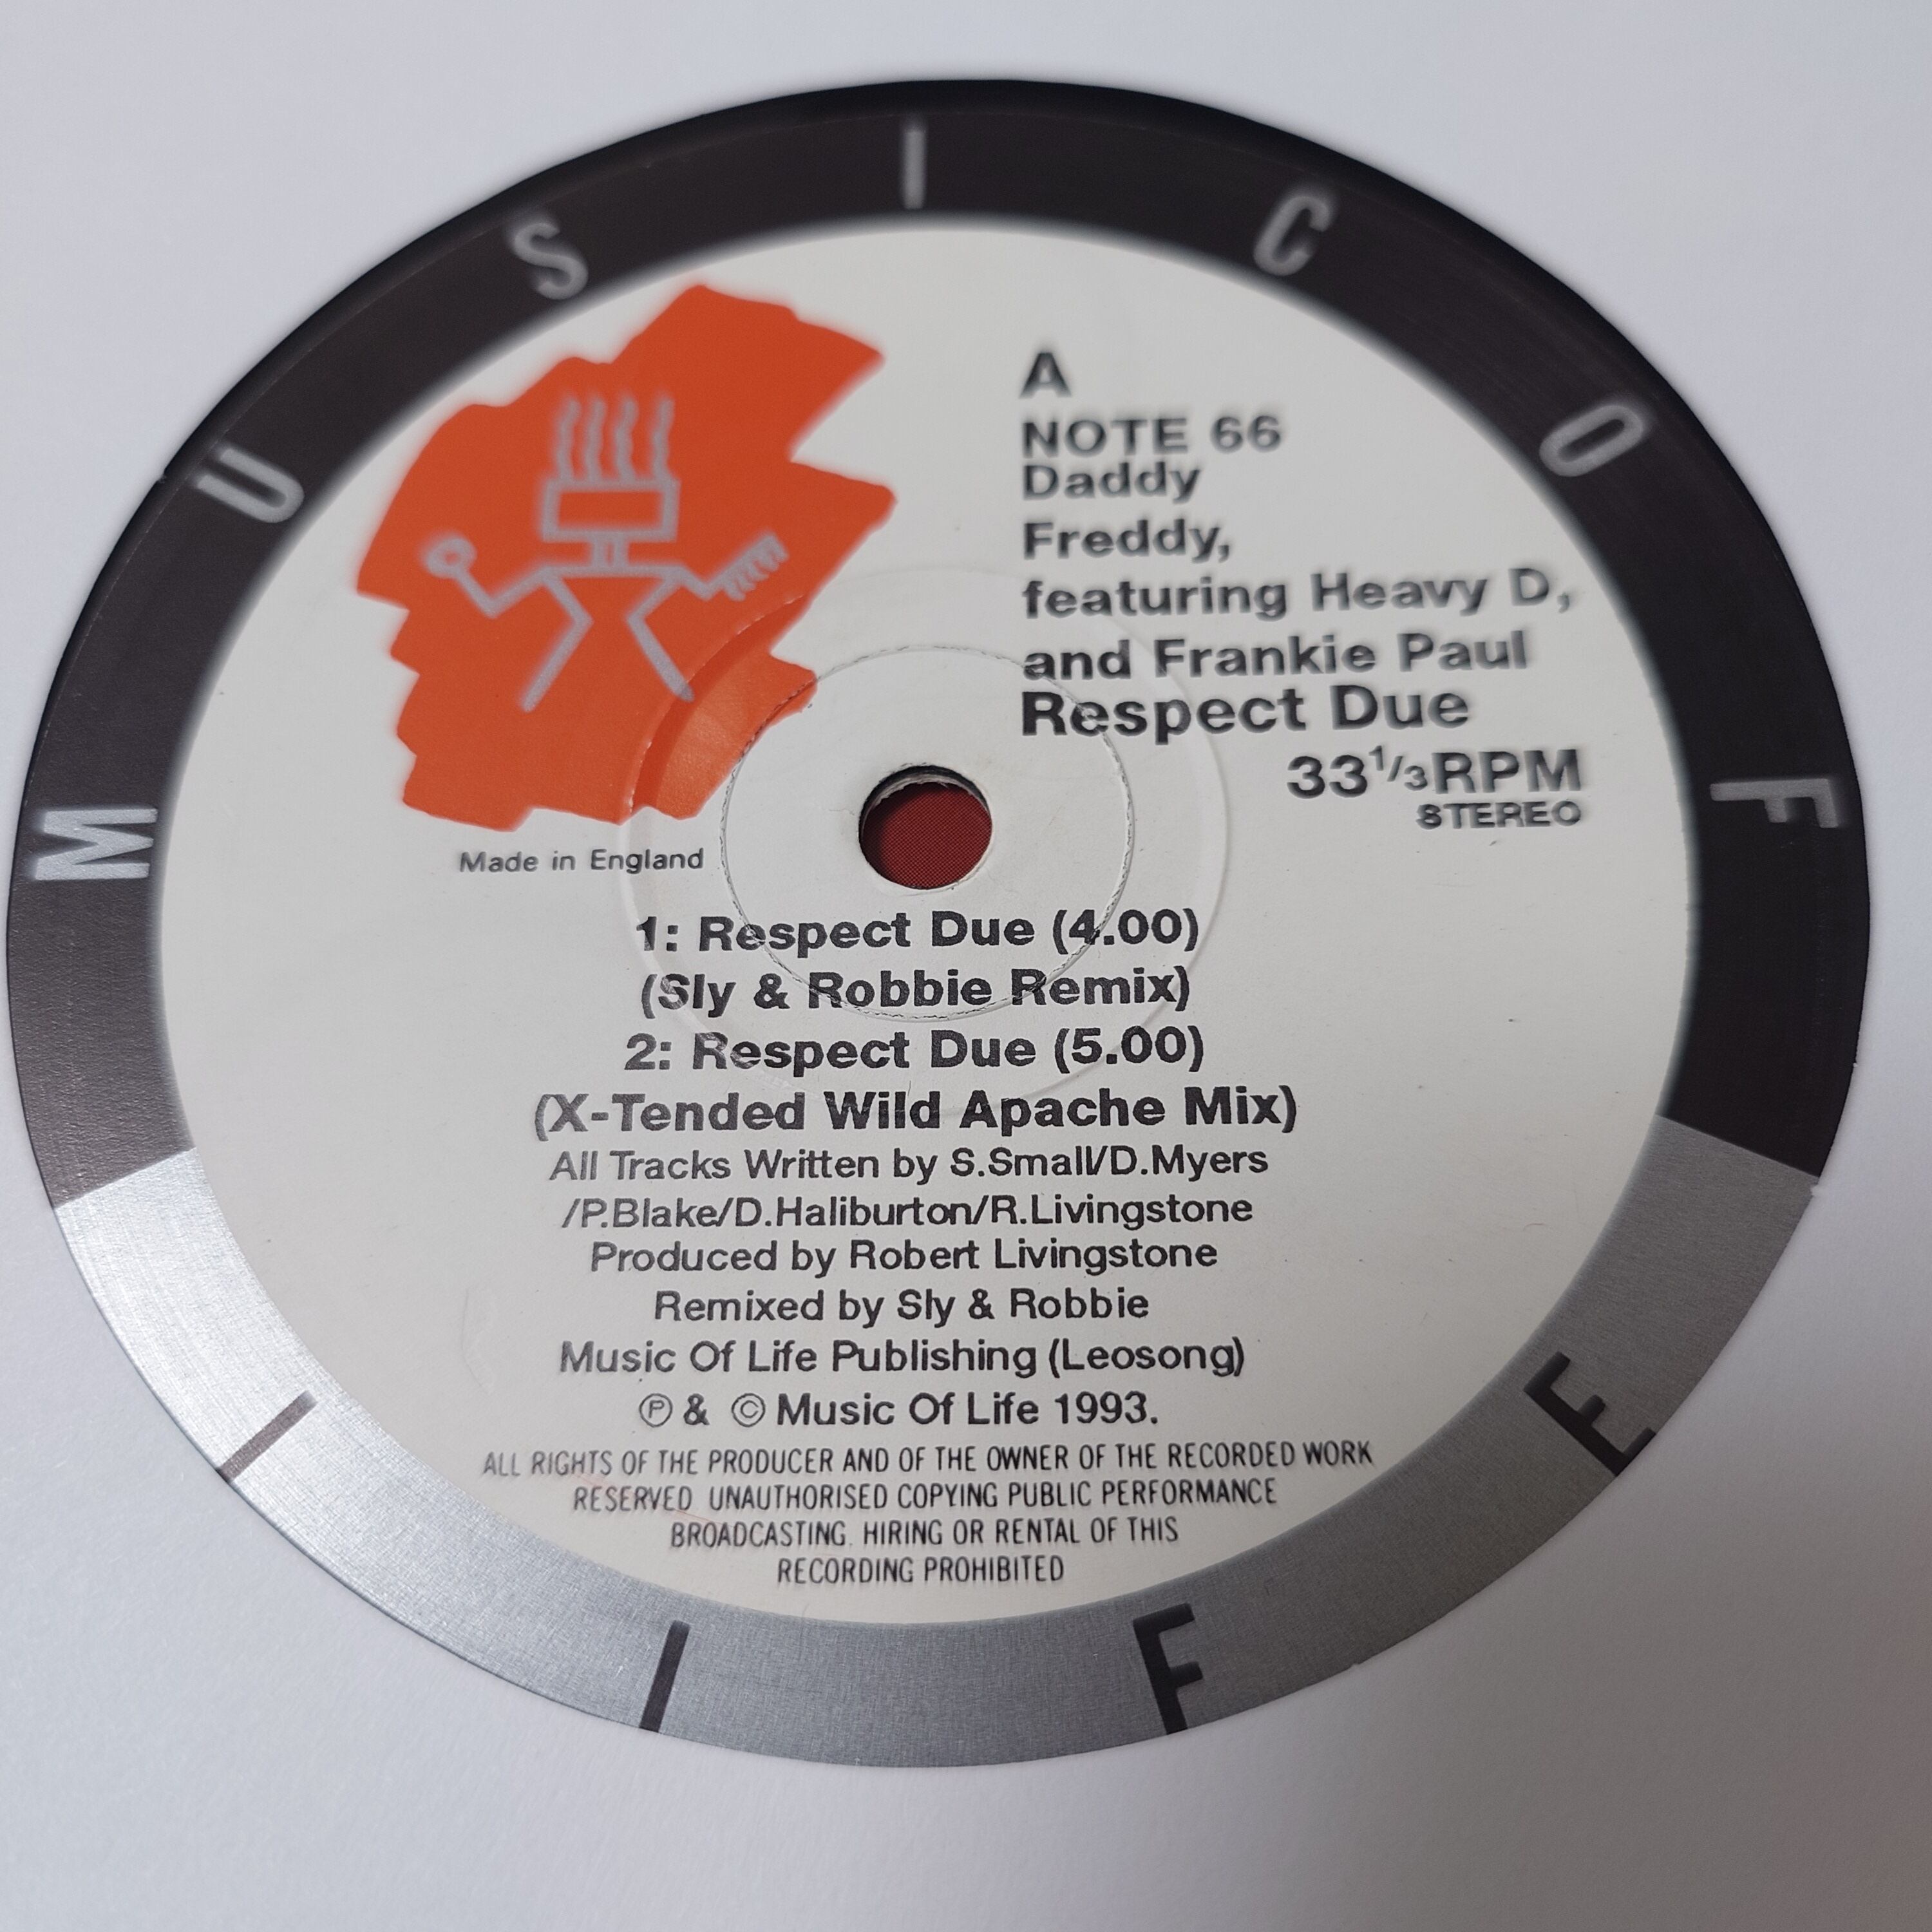 MUSIC OF
LIFE
A
NOTE 66
Daddy
Freddy,
featuring Heavy D,
and Frankie Paul
Respect Due
33⅓RPM
STEREO
Made in England
1: Respect Due (4.00)
(Sly & Robbie Remix)
2: Respect Due (5.00)
(X-Tended Wild Apache Mix)
All Tracks Written by S.Small/D.Myers
/P.Blake/D.Haliburton/R.Livingstone
Produced by Robert Livingstone
Remixed by Sly & Robbie
Music Of Life Publishing (Leosong)
℗ & © Music Of Life 1993.
ALL RIGHTS OF THE PRODUCER AND OF THE OWNER OF THE RECORDED WORK
RESERVED UNAUTHORISED COPYING PUBLIC PERFORMANCE
BROADCASTING. HIRING OR RENTAL OF THIS
RECORDING PROHIBITED